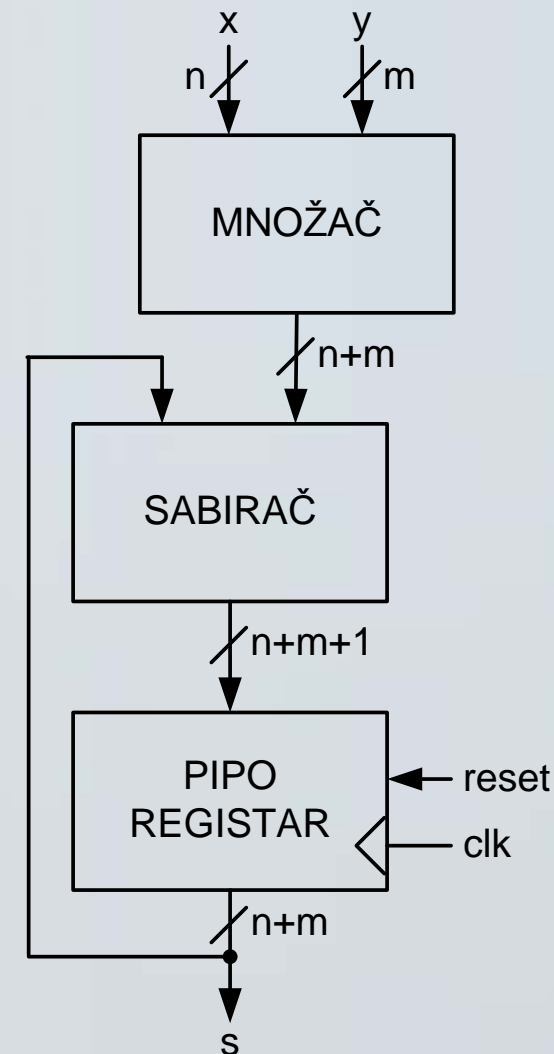 x y
n m
MNOŽAČ
n+m
SABIRAČ
n+m+1
PIPO
REGISTAR
reset
clk
n+m
s